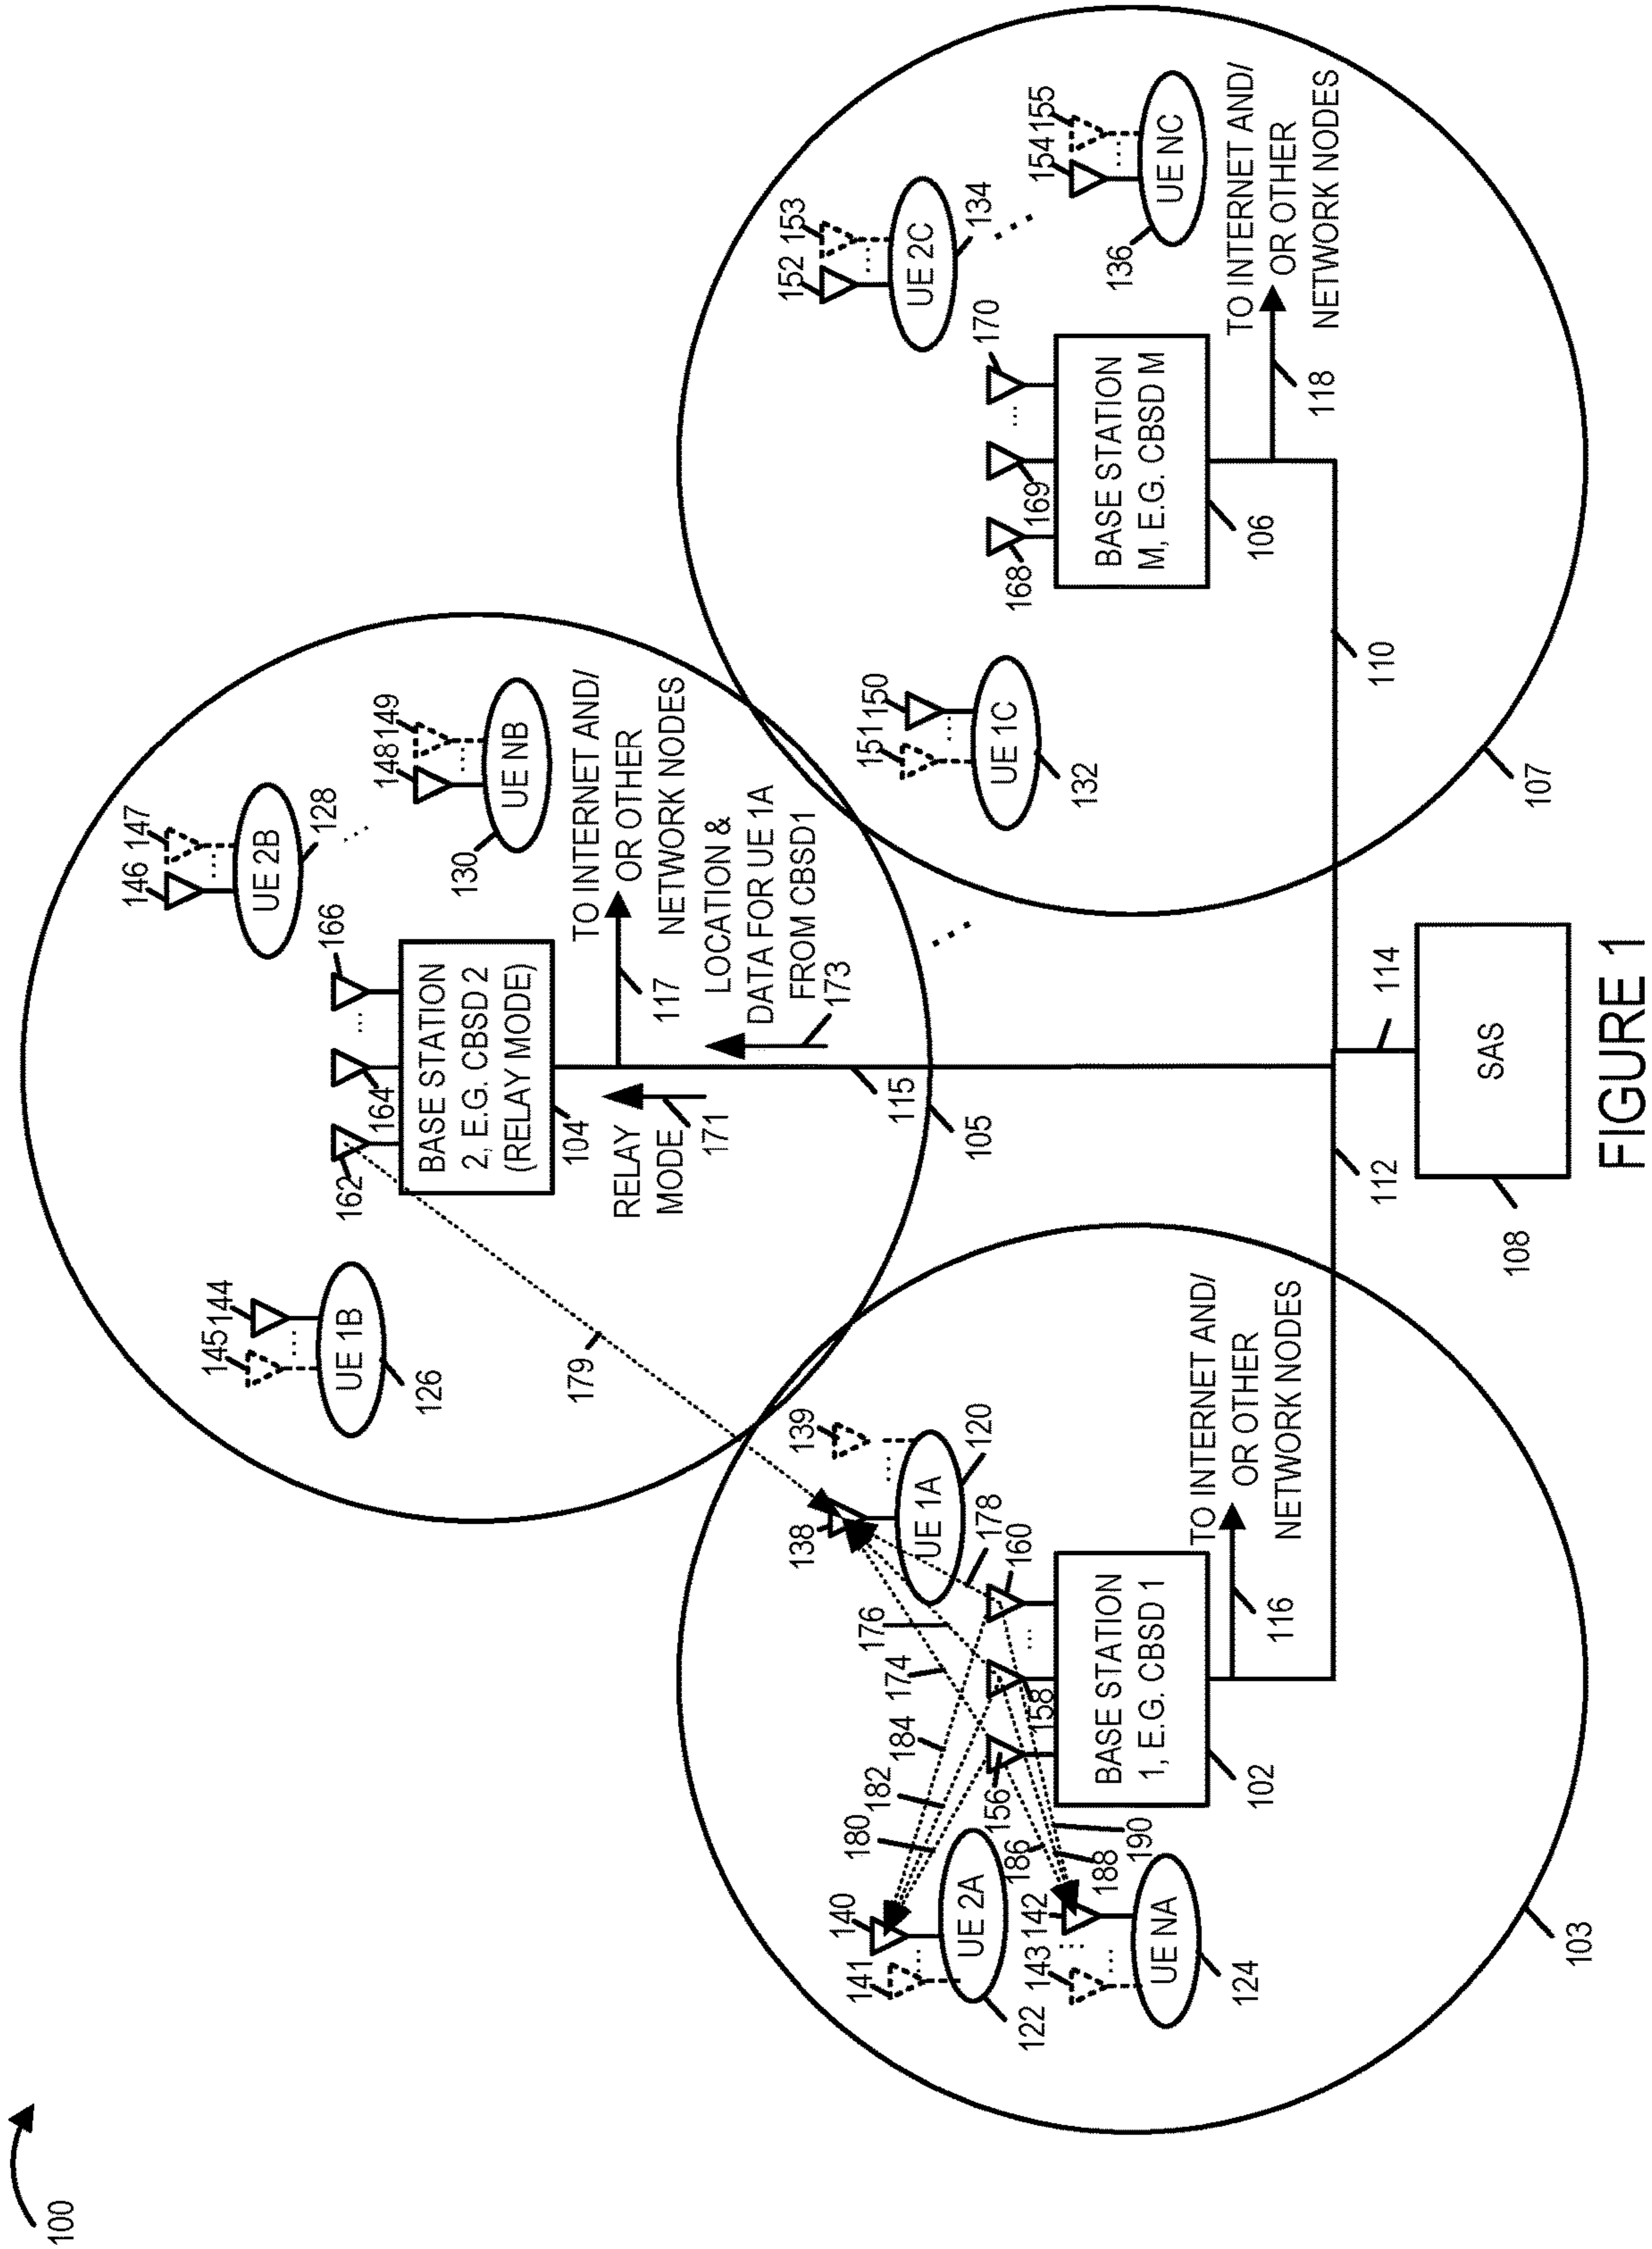 100
146
147
UE 2B
128
...
145
144
UE 1B
126
162
164
...
166
BASE STATION
2, E.G. CBSD 2
(RELAY MODE)
104
148
149
UE NB
130
TO INTERNET AND/
OR OTHER
NETWORK NODES
117
RELAY
MODE
171
LOCATION &
DATA FOR UE 1A
FROM CBSD1
173
179
115
105
...
138
139
UE 1A
120
140
141
UE 2A
122
174
176
178
180
182
184
156
158
...
160
BASE STATION
1, E.G. CBSD 1
102
142
143
UE NA
124
186
188
190
TO INTERNET AND/
OR OTHER
NETWORK NODES
116
103
151
150
UE 1C
132
152
153
UE 2C
134
...
154
155
UE NC
136
168
169
...
170
BASE STATION
M, E.G. CBSD M
106
TO INTERNET AND/
OR OTHER
NETWORK NODES
118
107
110
112
114
SAS
108
FIGURE 1